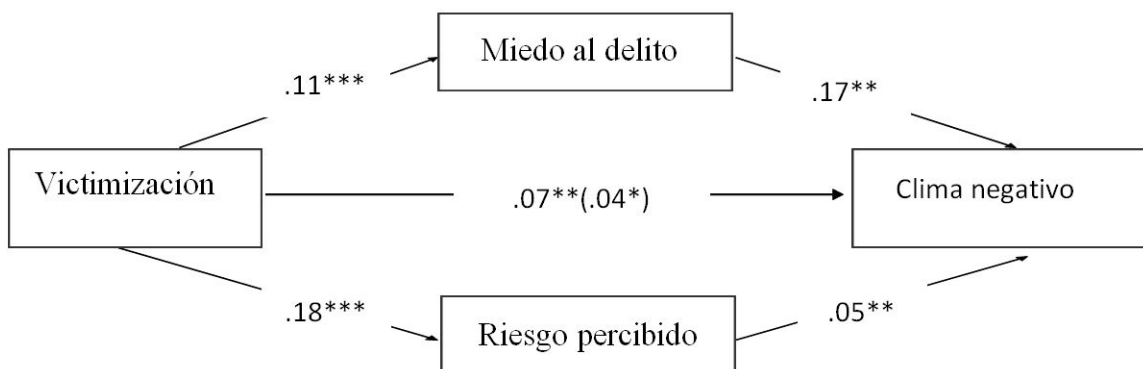 Miedo al delito
.11***
.17**
Victimización
.07**(.04*)
Clima negativo
.18***
Riesgo percibido
.05**